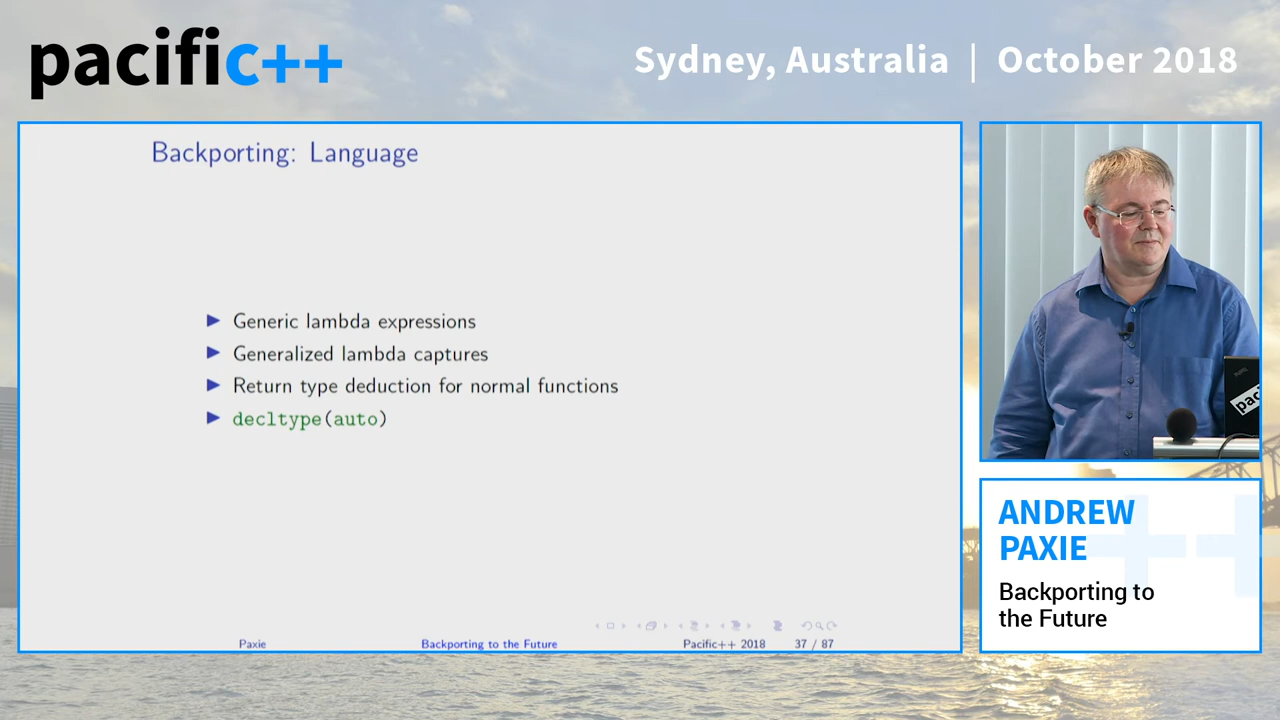 pacific++
Sydney, Australia | October 2018
Backporting: Language
Generic lambda expressions
Generalized lambda captures
Return type deduction for normal functions
decltype(auto)
Paxie Backporting to the Future Pacific++ 2018 37 / 87
pac
ANDREW
PAXIE
Backporting to
the Future